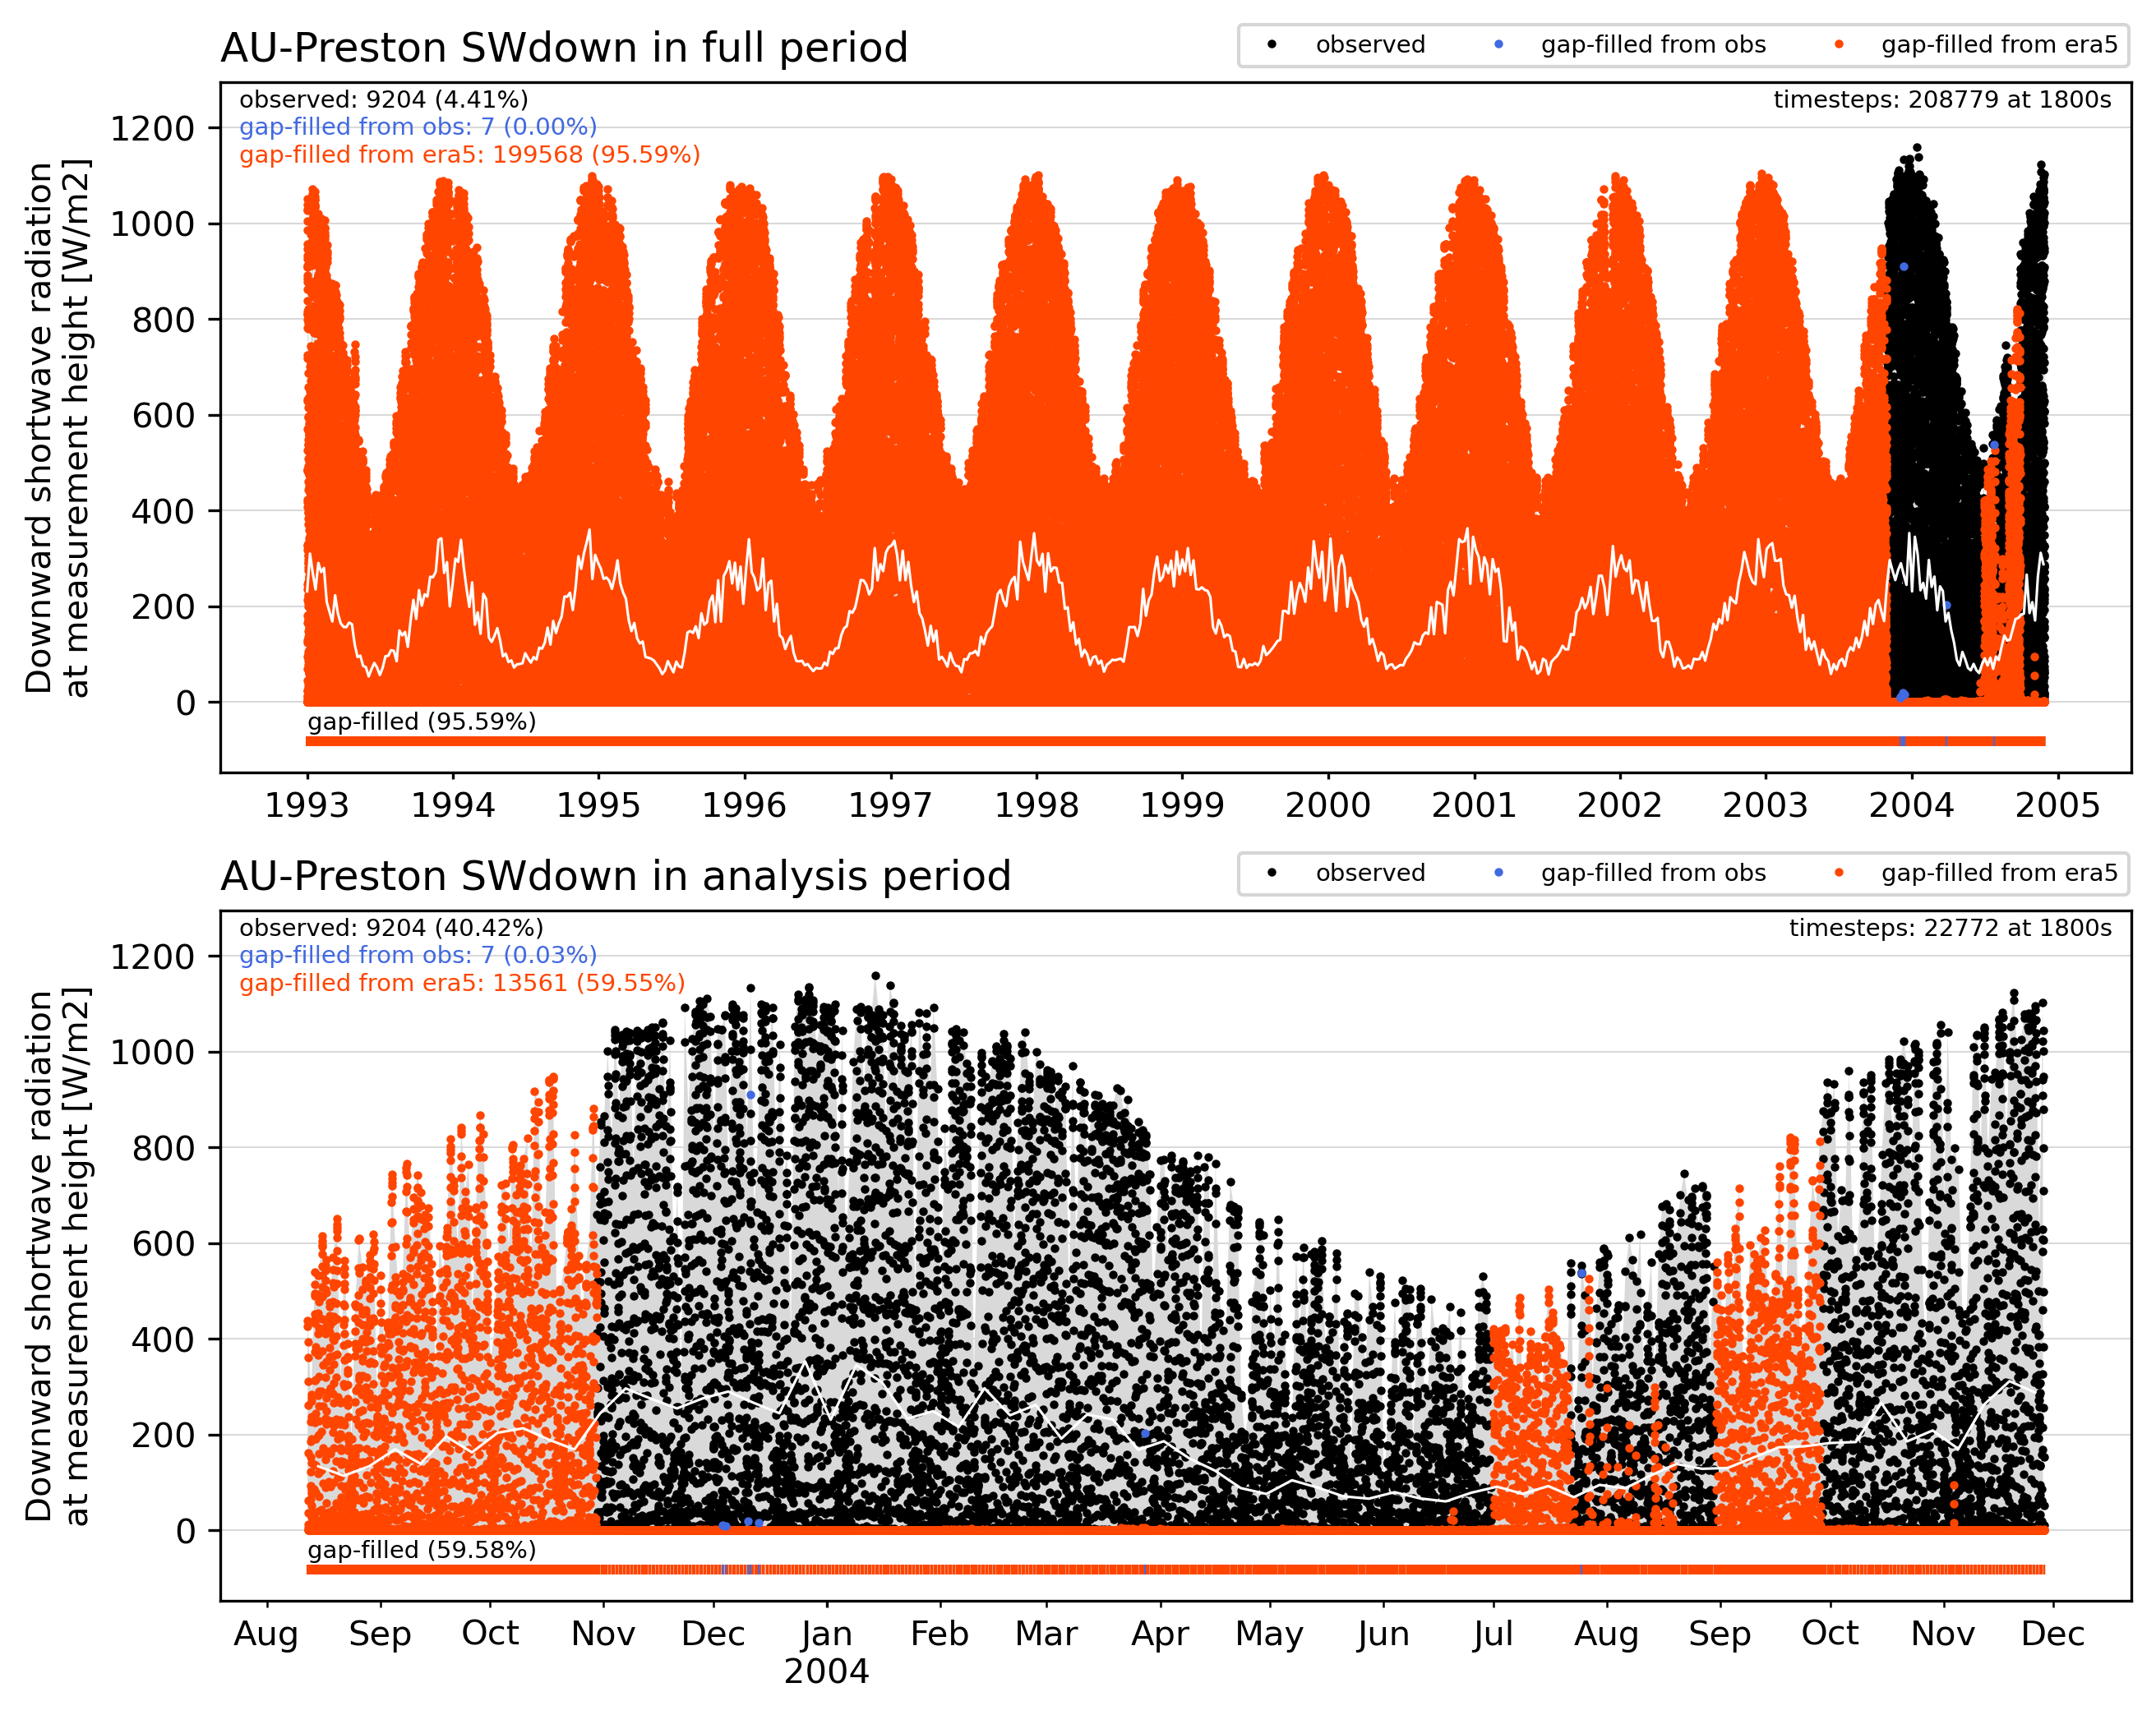 AU-Preston SWdown in full period
observed gap-filled from obs gap-filled from era5
observed: 9204 (4.41%)
timesteps: 208779 at 1800s
gap-filled from obs: 7 (0.00%)
gap-filled from era5: 199568 (95.59%)
Downward shortwave radiation
at measurement height [W/m2]
1200
1000
800
600
400
200
0
gap-filled (95.59%)
1993 1994 1995 1996 1997 1998 1999 2000 2001 2002 2003 2004 2005
AU-Preston SWdown in analysis period
observed gap-filled from obs gap-filled from era5
observed: 9204 (40.42%)
timesteps: 22772 at 1800s
gap-filled from obs: 7 (0.03%)
gap-filled from era5: 13561 (59.55%)
Downward shortwave radiation
at measurement height [W/m2]
1200
1000
800
600
400
200
0
gap-filled (59.58%)
Aug Sep Oct Nov Dec Jan Feb Mar Apr May Jun Jul Aug Sep Oct Nov Dec
2004